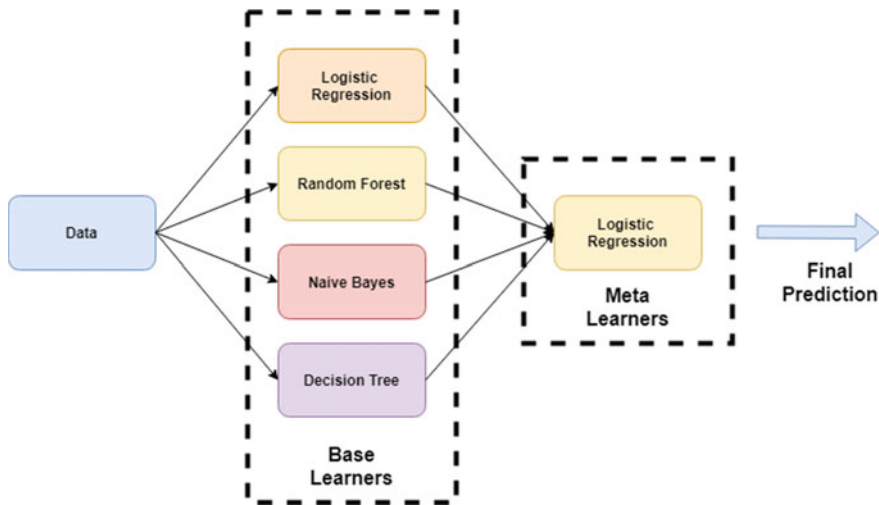 Data
Logistic
Regression
Random Forest
Naive Bayes
Decision Tree
Base
Learners
Logistic
Regression
Meta
Learners
Final
Prediction